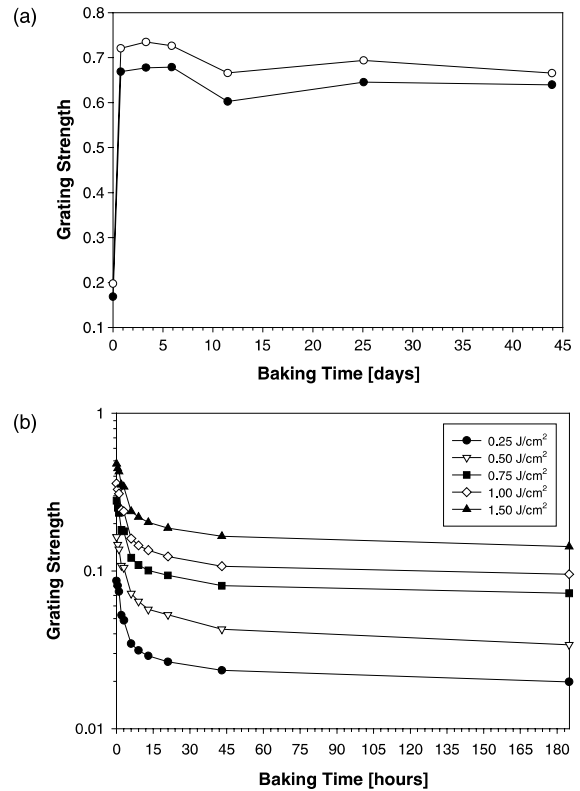 (a)
0.8
0.7
0.6
0.5
0.4
0.3
0.2
0.1
Grating Strength
0 5 10 15 20 25 30 35 40 45
Baking Time [days]
(b)
1
0.1
0.01
Grating Strength
0.25 J/cm²
0.50 J/cm²
0.75 J/cm²
1.00 J/cm²
1.50 J/cm²
0 15 30 45 60 75 90 105 120 135 150 165 180
Baking Time [hours]